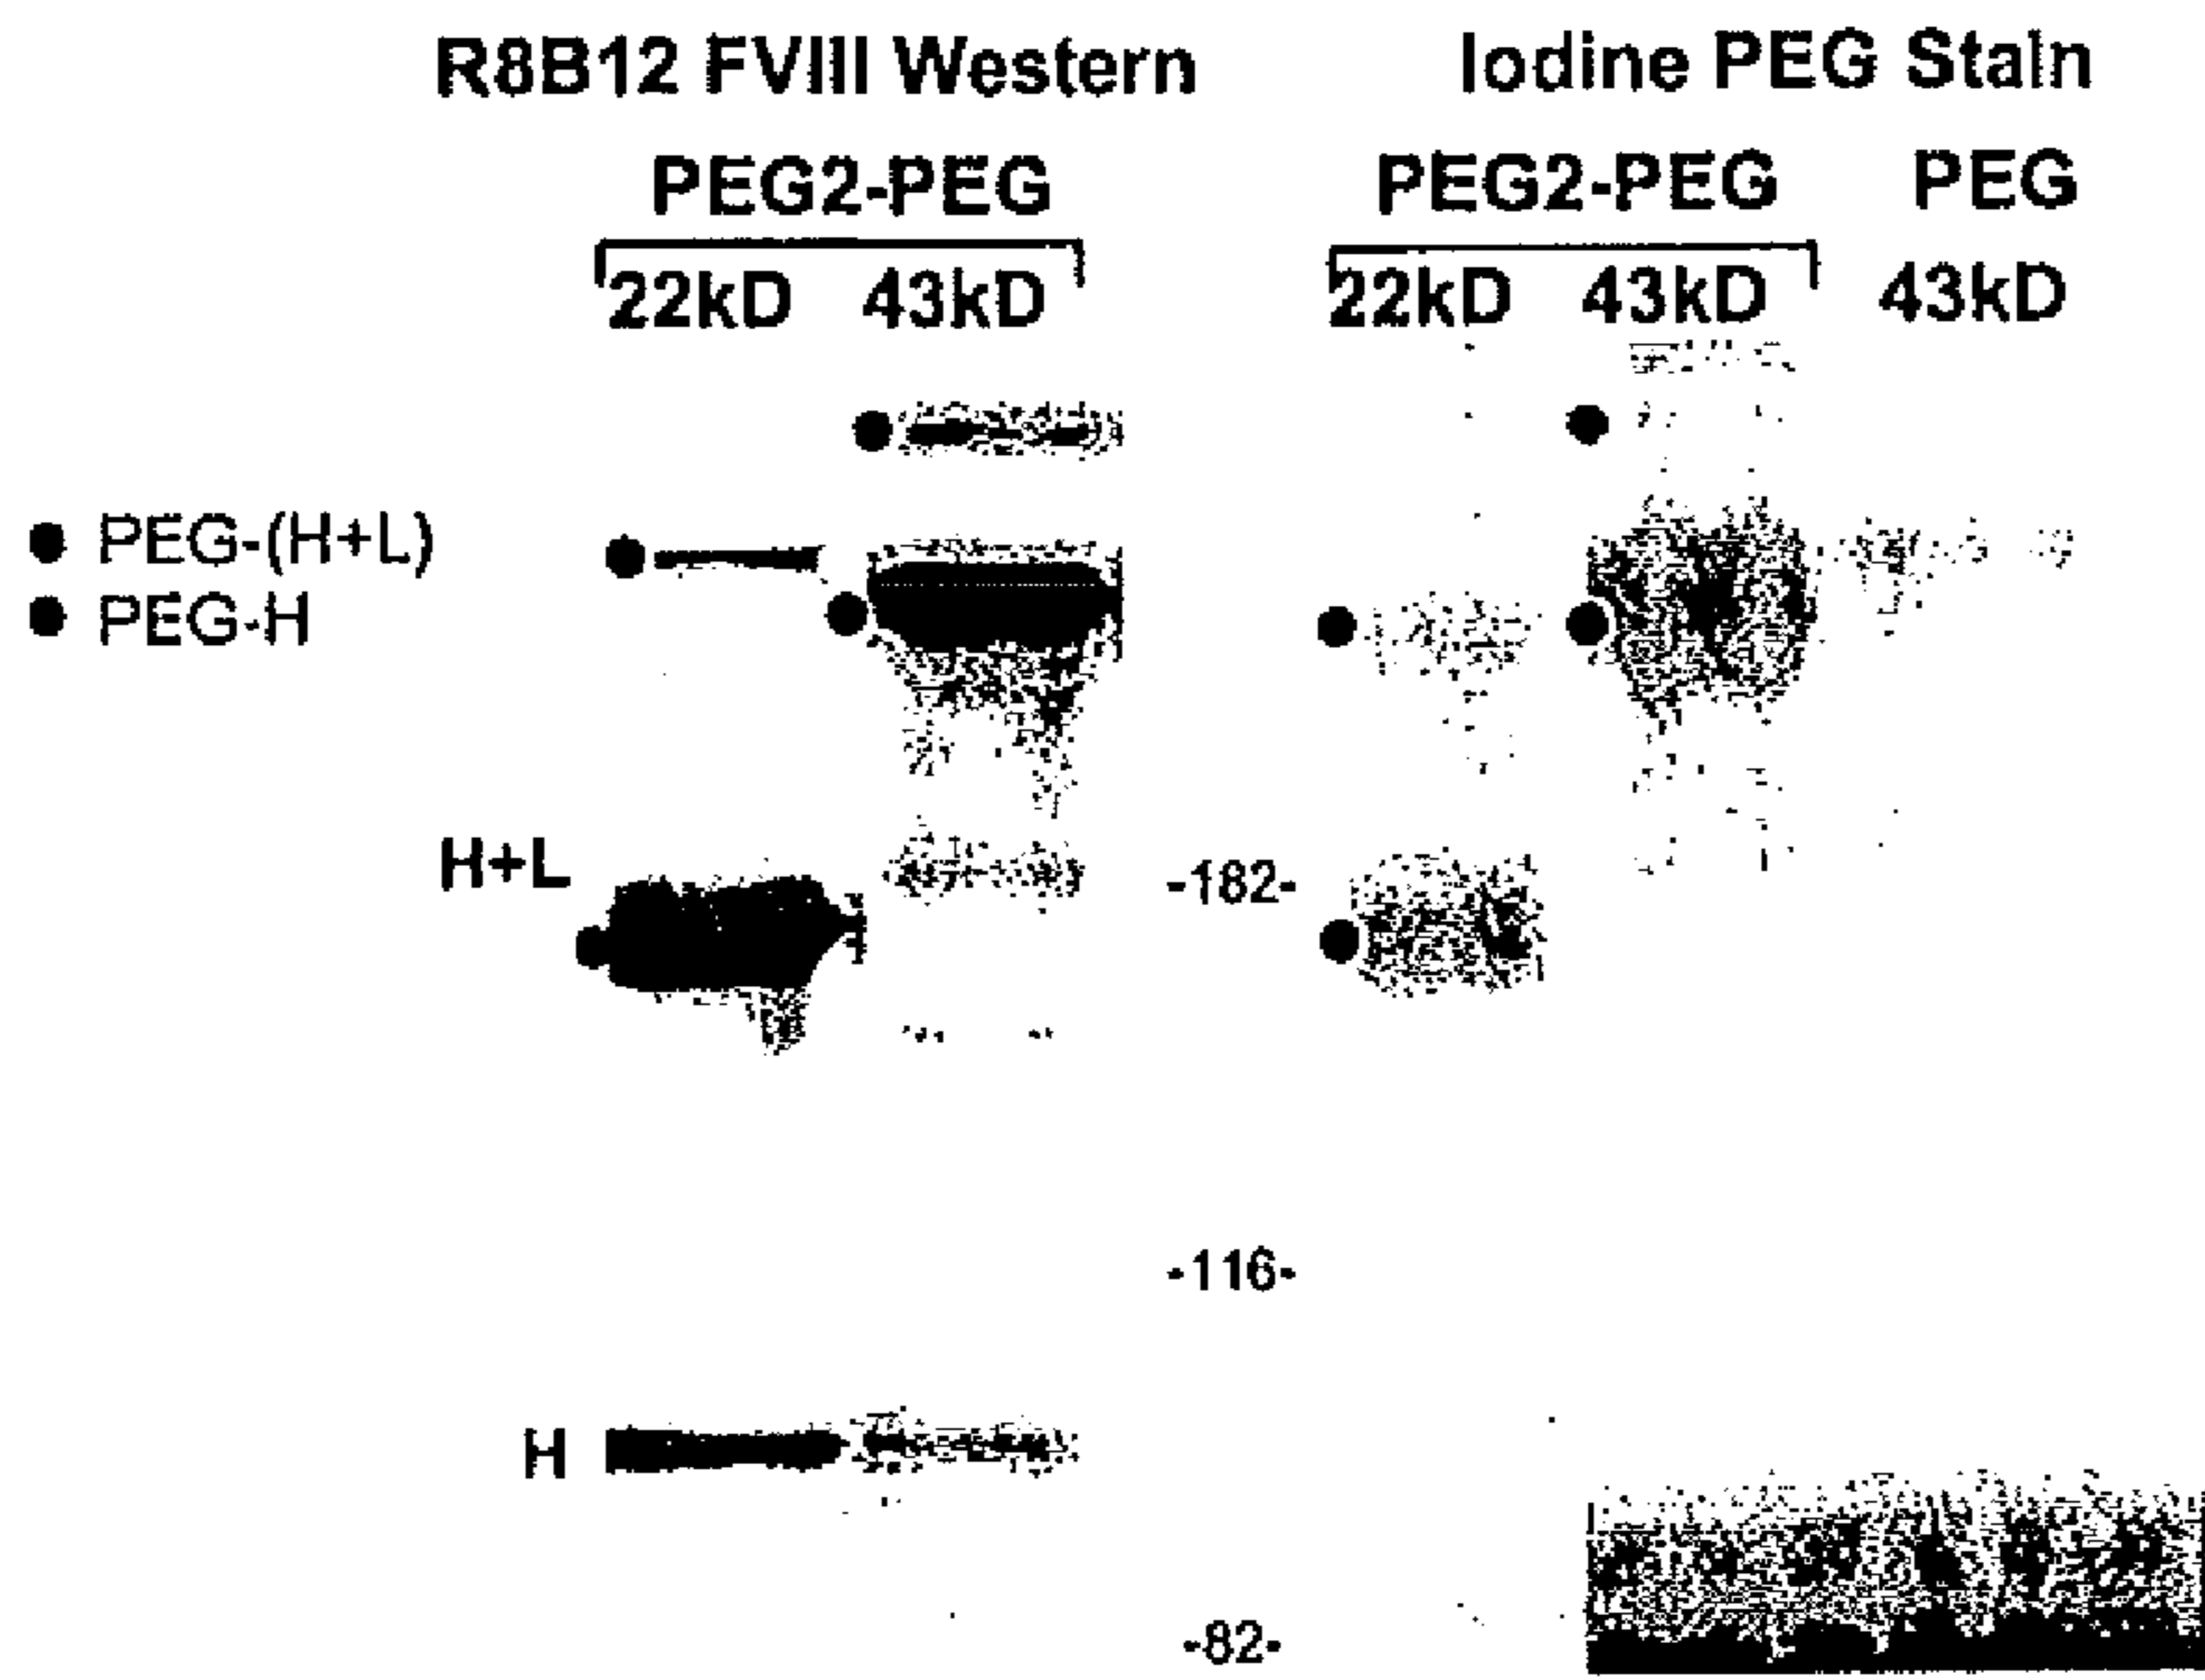 R8B12 FVIII Western Iodine PEG Stain
PEG2-PEG PEG2-PEG PEG
22kD 43kD 22kD 43kD 43kD
● PEG-(H+L)
● PEG-H
H+L -182-
-116-
H
-82-